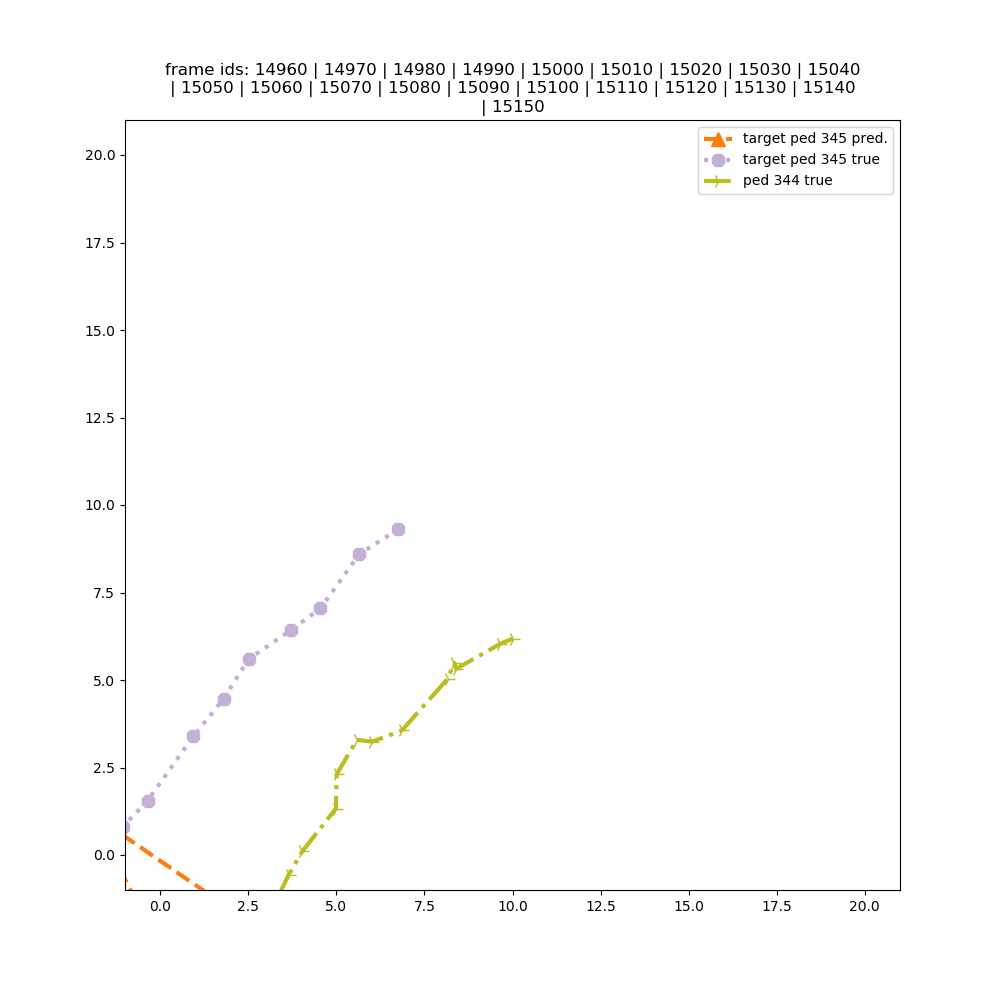 frame ids: 14960 | 14970 | 14980 | 14990 | 15000 | 15010 | 15020 | 15030 | 15040
| 15050 | 15060 | 15070 | 15080 | 15090 | 15100 | 15110 | 15120 | 15130 | 15140
| 15150
target ped 345 pred.
target ped 345 true
ped 344 true
20.0
17.5
15.0
12.5
10.0
7.5
5.0
2.5
0.0
0.0 2.5 5.0 7.5 10.0 12.5 15.0 17.5 20.0